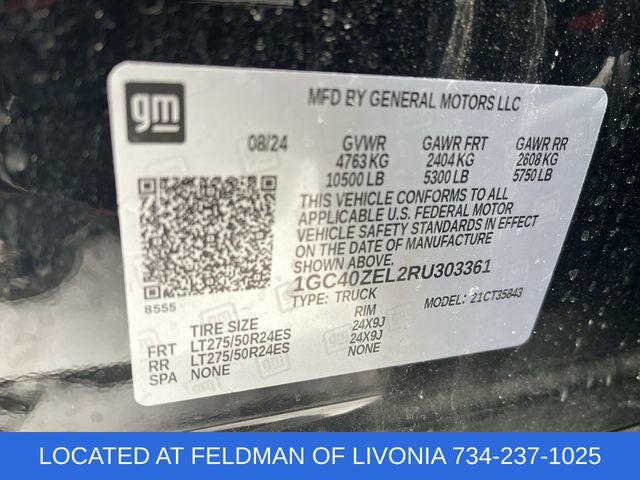 gm
MFD BY GENERAL MOTORS LLC
08/24 GVWR GAWR FRT GAWR RR
4763 KG 2404 KG 2608 KG
10500 LB 5300 LB 5750 LB
THIS VEHICLE CONFORMS TO ALL
APPLICABLE U.S. FEDERAL MOTOR
VEHICLE SAFETY STANDARDS IN EFFECT
ON THE DATE OF MANUFACTURE
SHOWN ABOVE.
1GC40ZEL2RU303361
TYPE: TRUCK MODEL: 21CT35843
8555
TIRE SIZE RIM
FRT LT275/50R24ES 24X9J
RR LT275/50R24ES 24X9J
SPA NONE NONE
LOCATED AT FELDMAN OF LIVONIA 734-237-1025